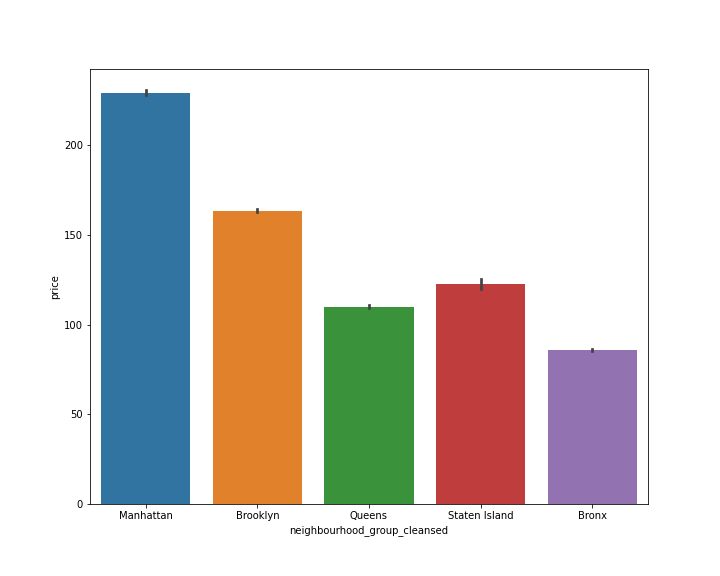 price
200
150
100
50
0
Manhattan Brooklyn Queens Staten Island Bronx
neighbourhood_group_cleansed